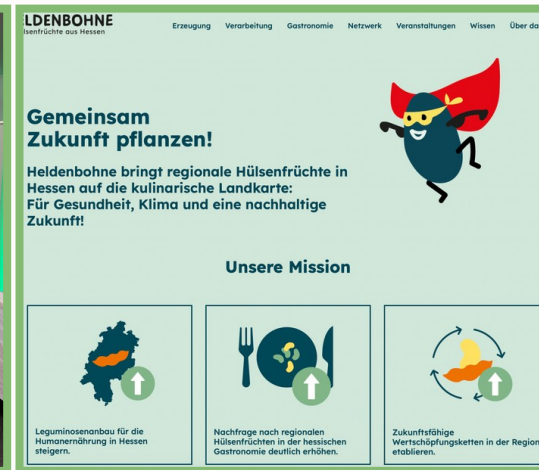 LDENBOHNE
lsenfrüchte aus Hessen
Erzeugung Verarbeitung Gastronomie Netzwerk Veranstaltungen Wissen Über da
Gemeinsam
Zukunft pflanzen!
Heldenbohne bringt regionale Hülsenfrüchte in
Hessen auf die kulinarische Landkarte:
Für Gesundheit, Klima und eine nachhaltige
Zukunft!
Unsere Mission
Leguminosenanbau für die
Humanernährung in Hessen
steigern.
Nachfrage nach regionalen
Hülsenfrüchten in der hessischen
Gastronomie deutlich erhöhen.
Zukunftsfähige
Wertschöpfungsketten in der Region
etablieren.